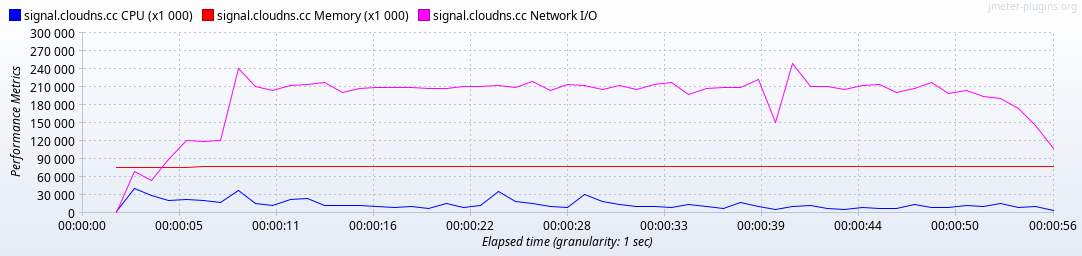 jmeter-plugins.org
signal.cloudns.cc CPU (x1 000) signal.cloudns.cc Memory (x1 000) signal.cloudns.cc Network I/O
Performance Metrics
300 000
270 000
240 000
210 000
180 000
150 000
120 000
90 000
60 000
30 000
0
00:00:00 00:00:05 00:00:11 00:00:16 00:00:22 00:00:28 00:00:33 00:00:39 00:00:44 00:00:50 00:00:56
Elapsed time (granularity: 1 sec)